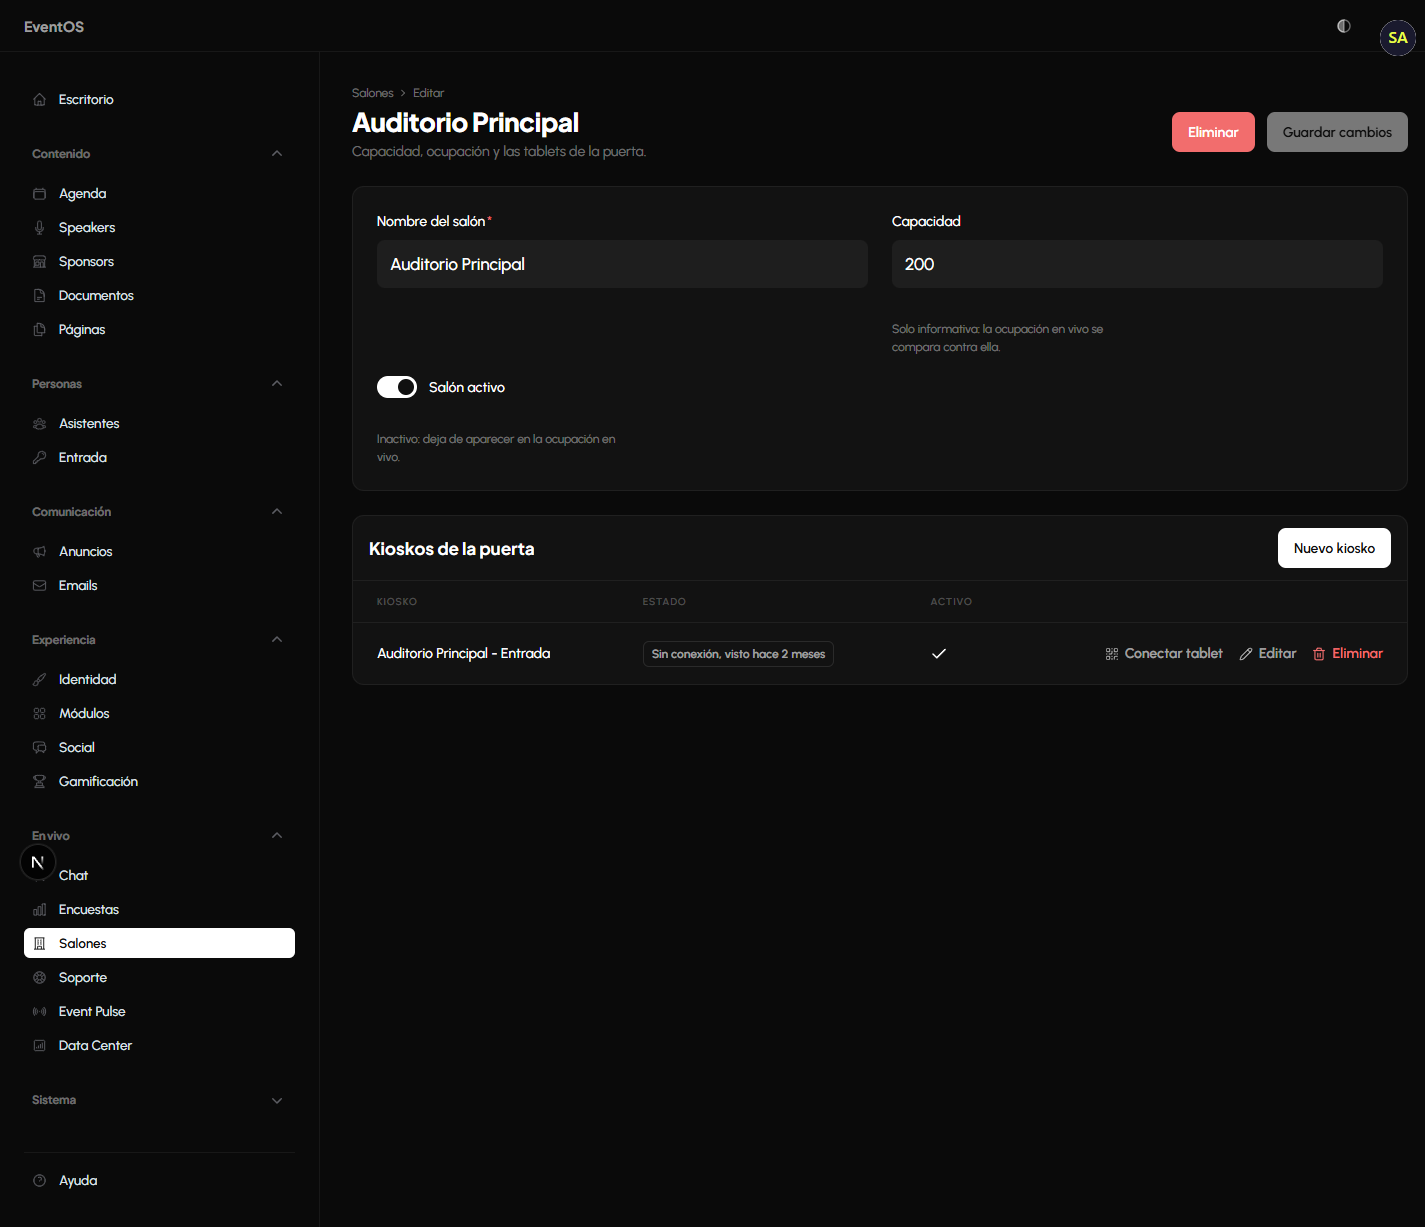 EventOS
SA
Escritorio
Contenido
Agenda
Speakers
Sponsors
Documentos
Páginas
Personas
Asistentes
Entrada
Comunicación
Anuncios
Emails
Experiencia
Identidad
Módulos
Social
Gamificación
En vivo
N
Chat
Encuestas
Salones
Soporte
Event Pulse
Data Center
Sistema
Ayuda
Salones > Editar
Auditorio Principal
Capacidad, ocupación y las tablets de la puerta.
Eliminar
Guardar cambios
Nombre del salón*
Auditorio Principal
Capacidad
200
Solo informativa: la ocupación en vivo se
compara contra ella.
Salón activo
Inactivo: deja de aparecer en la ocupación en
vivo.
Kioskos de la puerta
Nuevo kiosko
KIOSKO ESTADO ACTIVO
Auditorio Principal - Entrada Sin conexión, visto hace 2 meses Conectar tablet Editar Eliminar